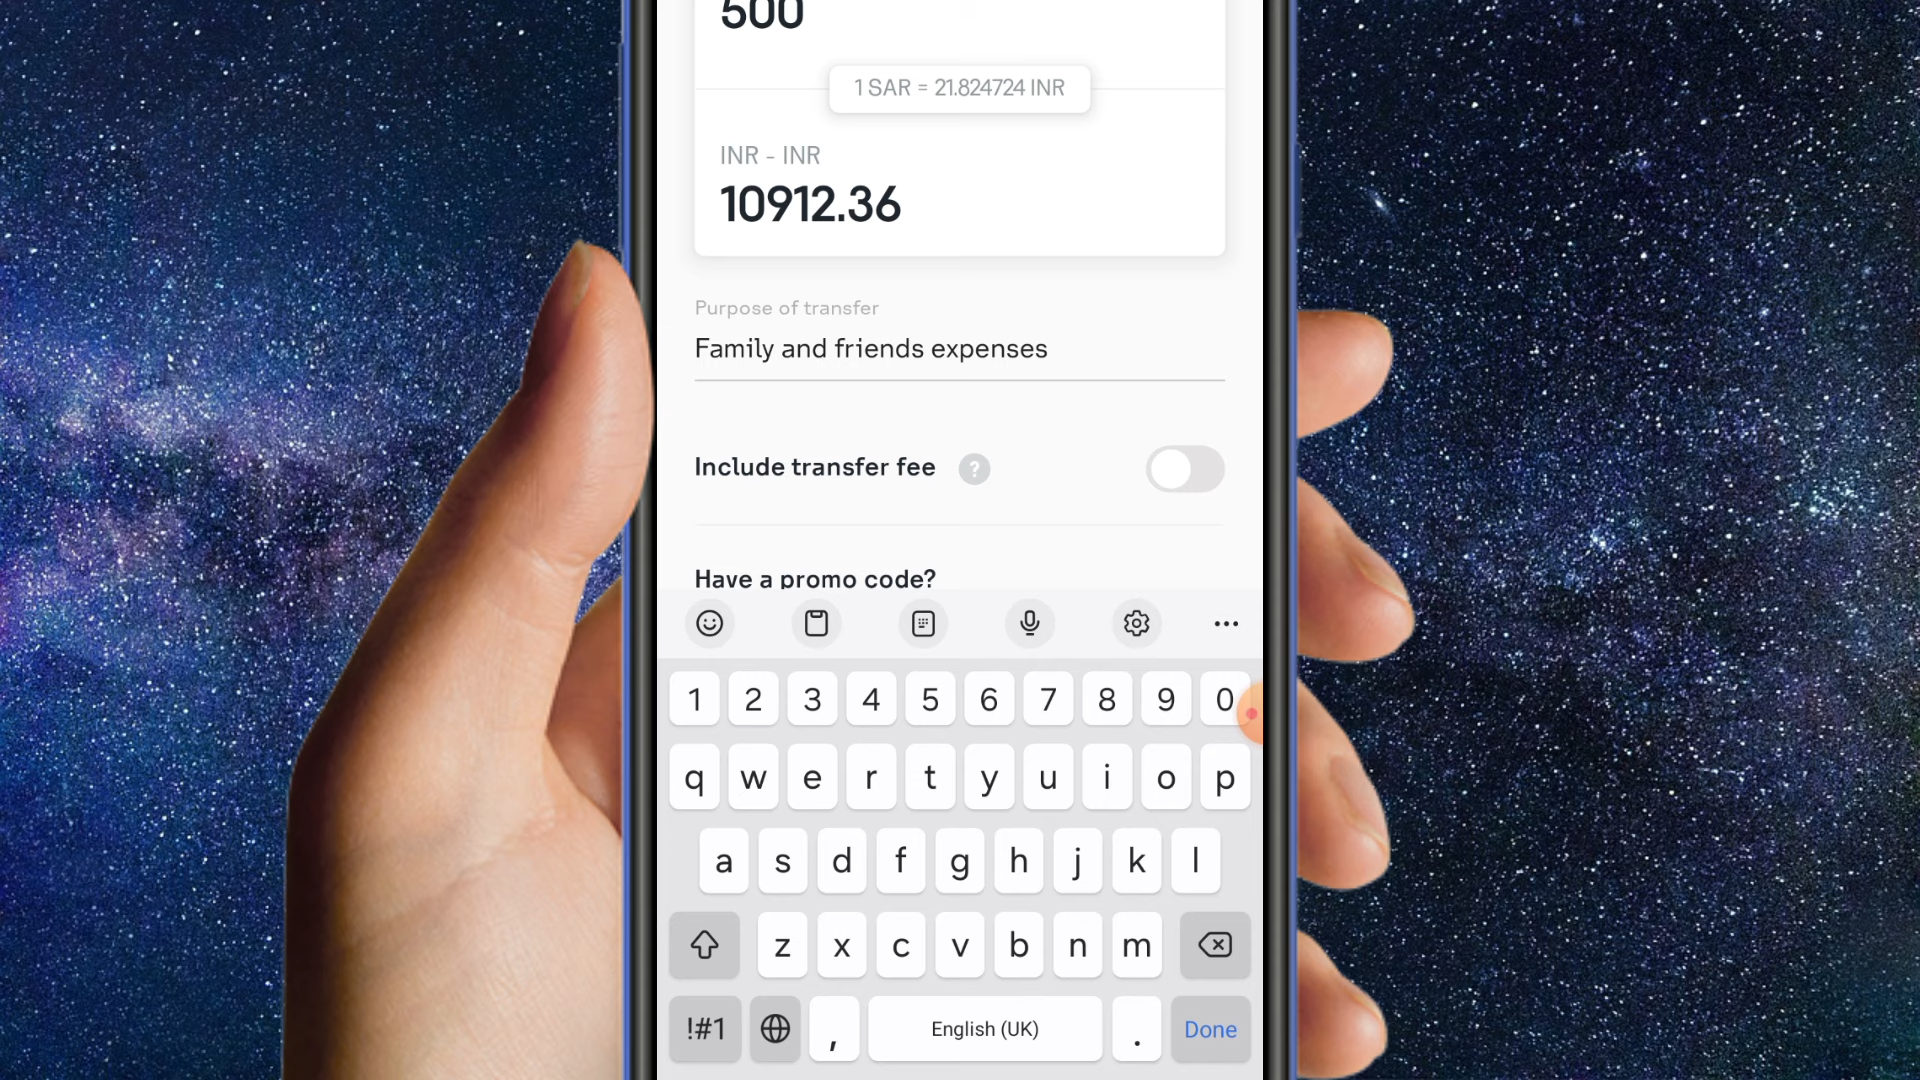 500
1 SAR = 21.824724 INR
INR - INR
10912.36
Purpose of transfer
Family and friends expenses
Include transfer fee ?
Have a promo code?
1 2 3 4 5 6 7 8 9 0
q w e r t y u i o p
a s d f g h j k l
z x c v b n m
!#1 , English (UK) . Done